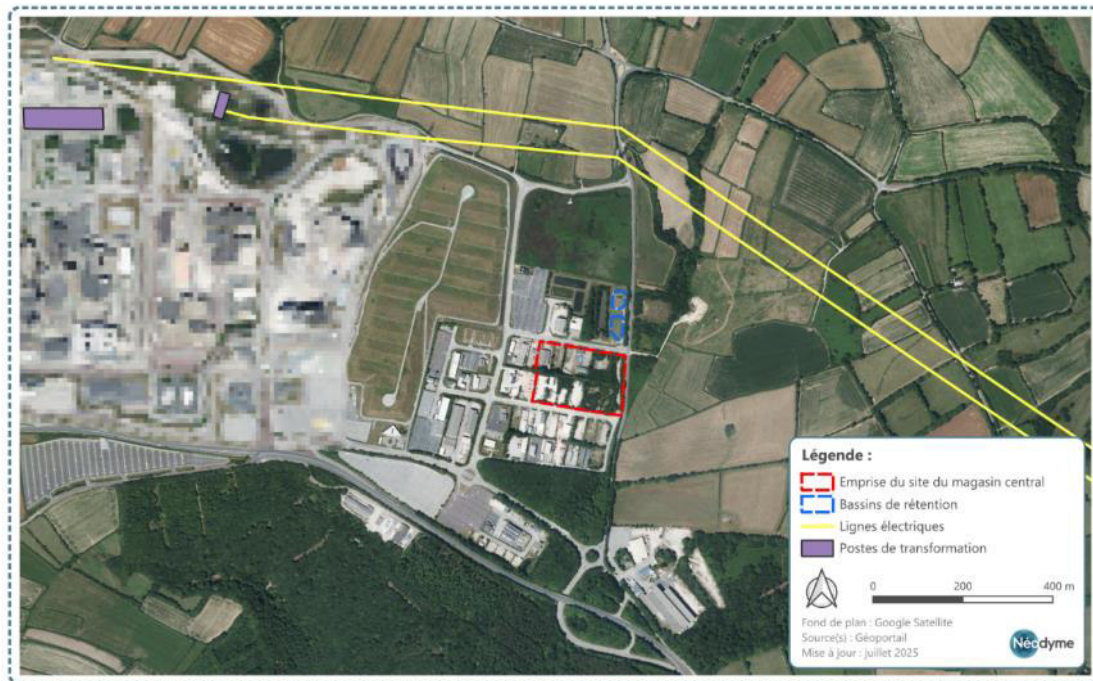 Légende :
Emprise du site du magasin central
Bassins de rétention
Lignes électriques
Postes de transformation
0 200 400 m
Fond de plan : Google Satellite
Source(s) : Géoportail
Mise à jour : juillet 2025
Néodyme